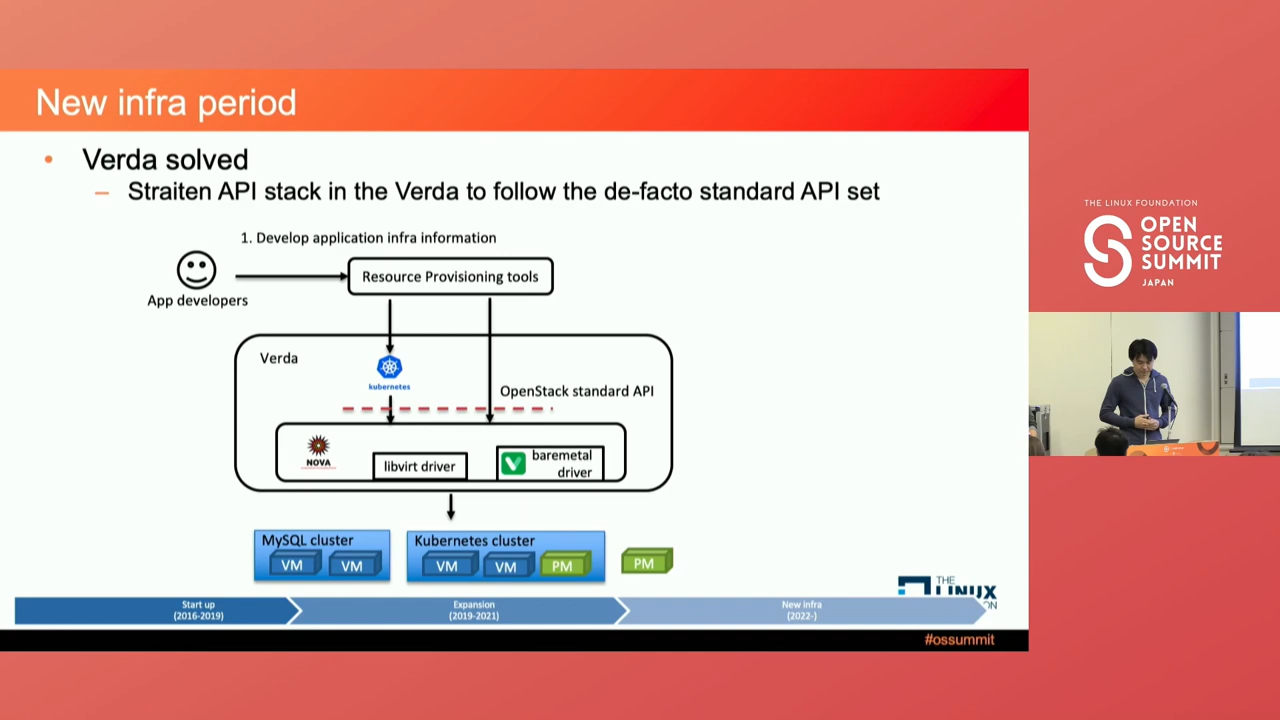 New infra period
• Verda solved
– Straiten API stack in the Verda to follow the de-facto standard API set
1. Develop application infra information
App developers
Resource Provisioning tools
Verda
kubernetes
OpenStack standard API
NOVA
libvirt driver
baremetal
driver
MySQL cluster
VM
VM
Kubernetes cluster
VM
VM
PM
PM
THE
LINUX
ON
Start up
(2016-2019)
Expansion
(2019-2021)
New infra
(2022-)
#ossummit
THE LINUX FOUNDATION
OPEN
SOURCE
SUMMIT
JAPAN